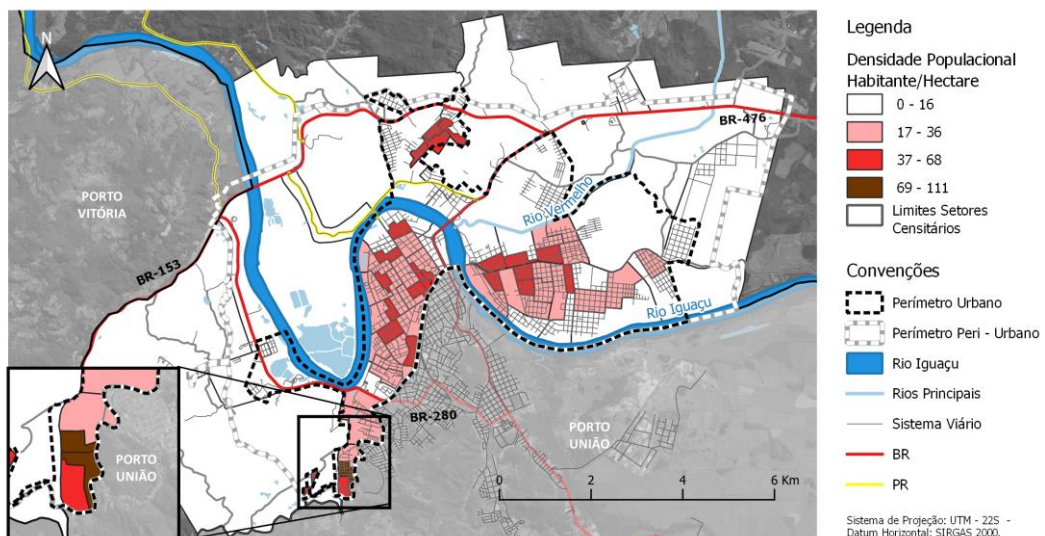 N
BR-476
PORTO
VITÓRIA
Rio Vermelho
BR-153
Rio Iguaçu
BR-280
PORTO
UNIÃO
PORTO
UNIÃO
0 2 4 6 Km
Legenda
Densidade Populacional
Habitante/Hectare
0 - 16
17 - 36
37 - 68
69 - 111
Limites Setores
Censitários
Convenções
Perímetro Urbano
Perímetro Peri - Urbano
Rio Iguaçu
Rios Principais
Sistema Viário
BR
PR
Sistema de Projeção: UTM - 22S -
Datum Horizontal: SIRGAS 2000.